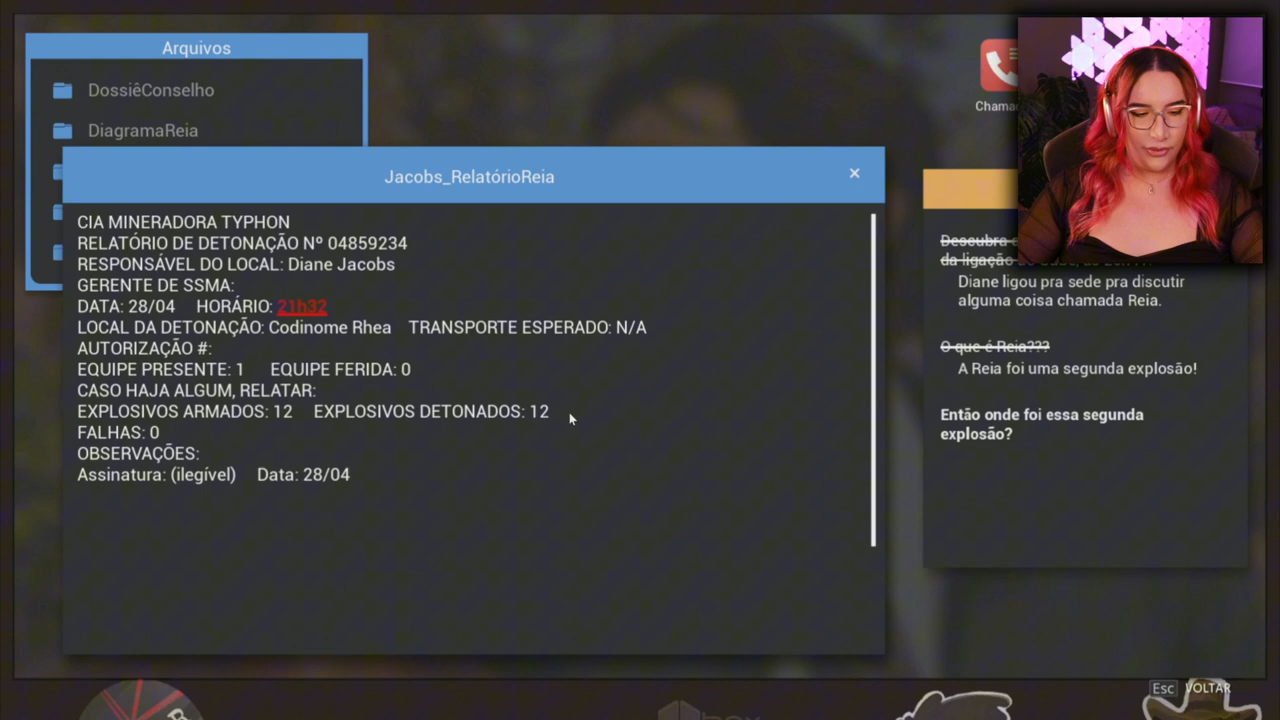 Arquivos
DossiêConselho
DiagramaReia
Jacobs_RelatórioReia
CIA MINERADORA TYPHON
RELATÓRIO DE DETONAÇÃO Nº 04859234
RESPONSÁVEL DO LOCAL: Diane Jacobs
GERENTE DE SSMA:
DATA: 28/04 HORÁRIO: 21h32
LOCAL DA DETONAÇÃO: Codinome Rhea TRANSPORTE ESPERADO: N/A
AUTORIZAÇÃO #:
EQUIPE PRESENTE: 1 EQUIPE FERIDA: 0
CASO HAJA ALGUM, RELATAR:
EXPLOSIVOS ARMADOS: 12 EXPLOSIVOS DETONADOS: 12
FALHAS: 0
OBSERVAÇÕES:
Assinatura: (ilegível) Data: 28/04
Descubra
da ligação
Diane ligou pra sede pra discutir
alguma coisa chamada Reia.
O que é Reia???
A Reia foi uma segunda explosão!
Então onde foi essa segunda
explosão?
Esc VOLTAR